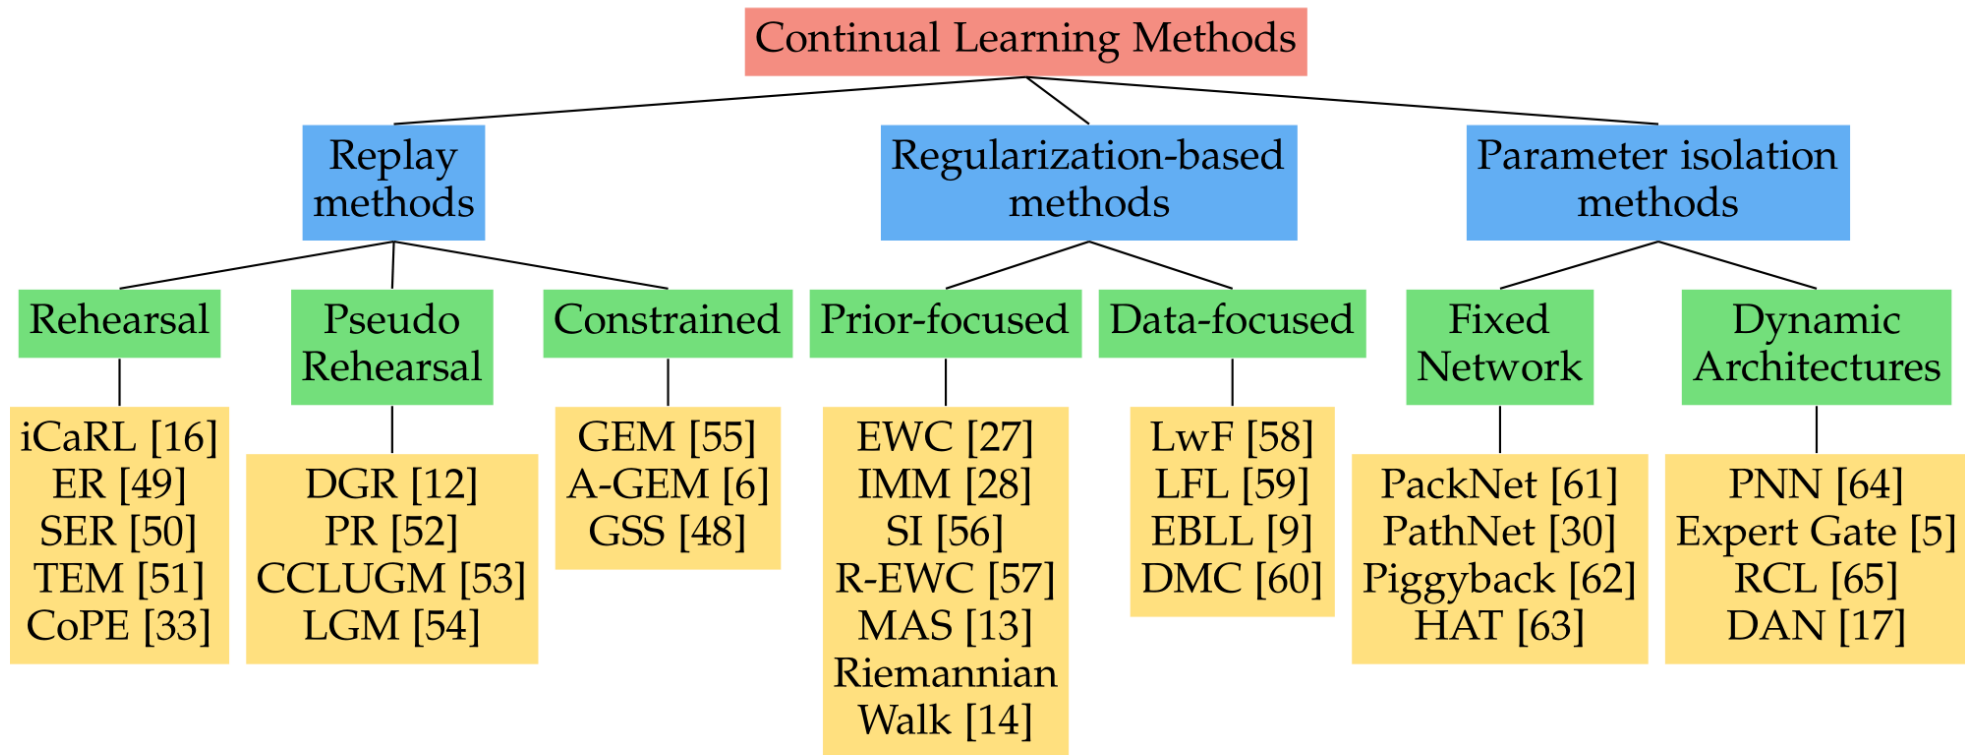 Continual Learning Methods
Replay
methods
Regularization-based
methods
Parameter isolation
methods
Rehearsal
Pseudo
Rehearsal
Constrained
Prior-focused
Data-focused
Fixed
Network
Dynamic
Architectures
iCaRL [16]
ER [49]
SER [50]
TEM [51]
CoPE [33]
DGR [12]
PR [52]
CCLUGM [53]
LGM [54]
GEM [55]
A-GEM [6]
GSS [48]
EWC [27]
IMM [28]
SI [56]
R-EWC [57]
MAS [13]
Riemannian
Walk [14]
LwF [58]
LFL [59]
EBLL [9]
DMC [60]
PackNet [61]
PathNet [30]
Piggyback [62]
HAT [63]
PNN [64]
Expert Gate [5]
RCL [65]
DAN [17]